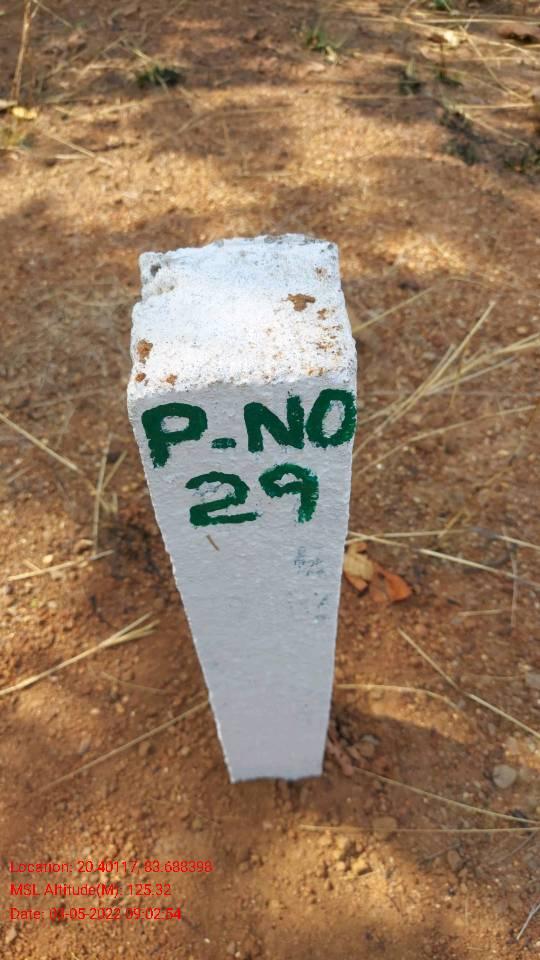 P-NO
29
Location: 20.40117, 83.688398
MSL Altitude(M): 125.32
Date: 03-05-2022 09:02:54